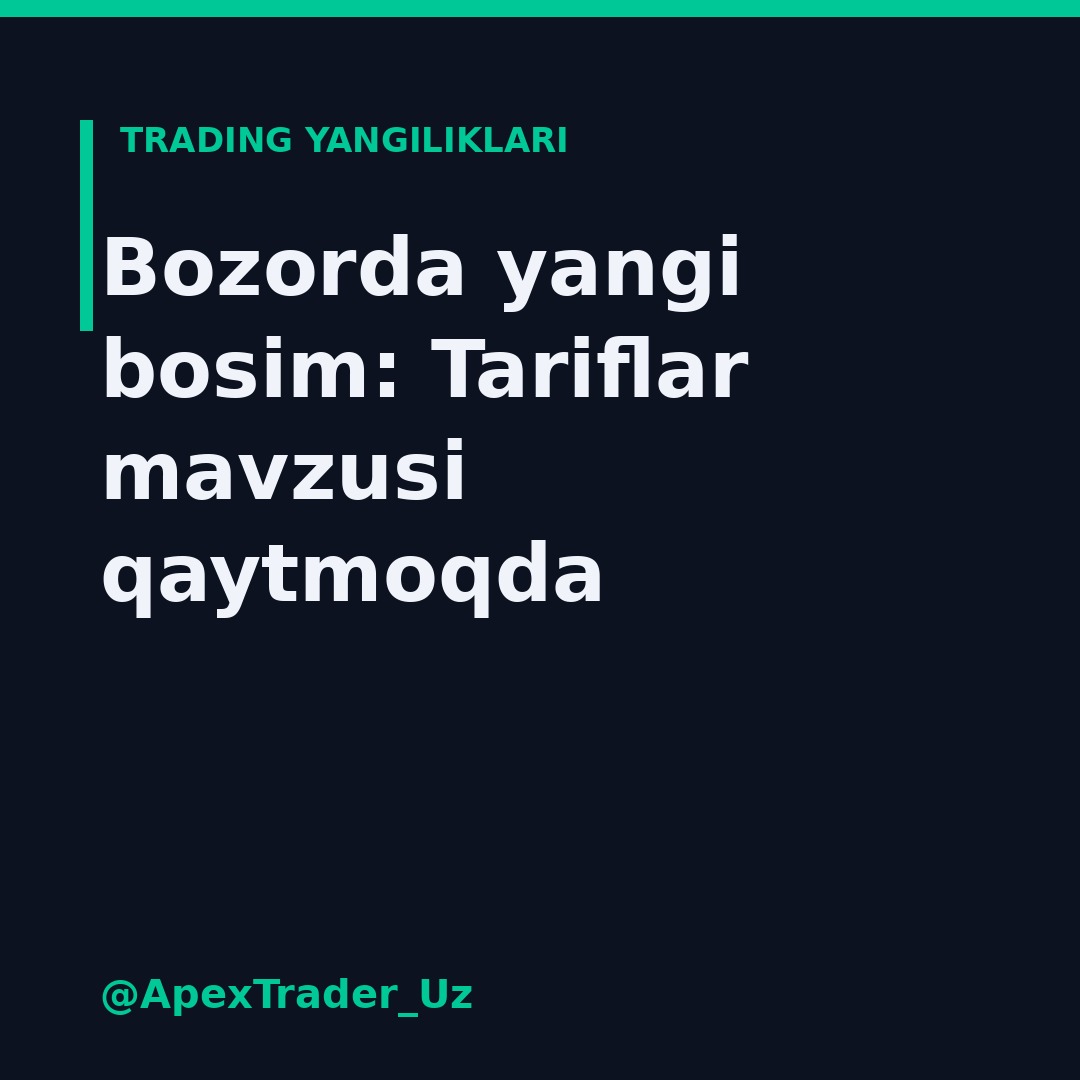 TRADING YANGILIKLARI
Bozorda yangi
bosim: Tariflar
mavzusi
qaytmoqda
@ApexTrader_Uz